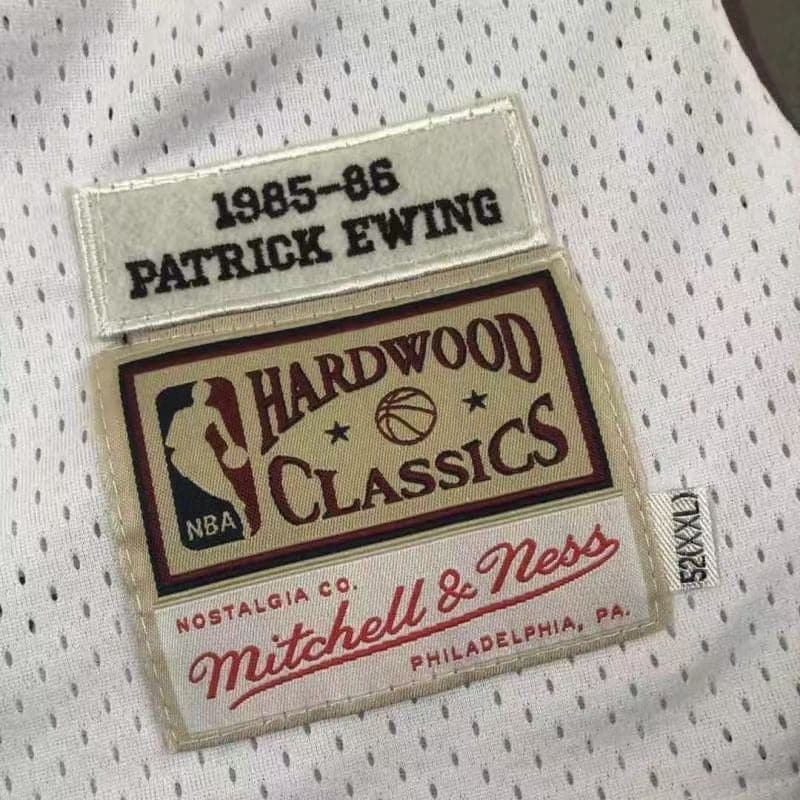 1985-86
PATRICK EWING
HARDWOOD
CLASSICS
NBA
NOSTALGIA CO.
Mitchell & Ness
PHILADELPHIA, PA.
52(XXL)